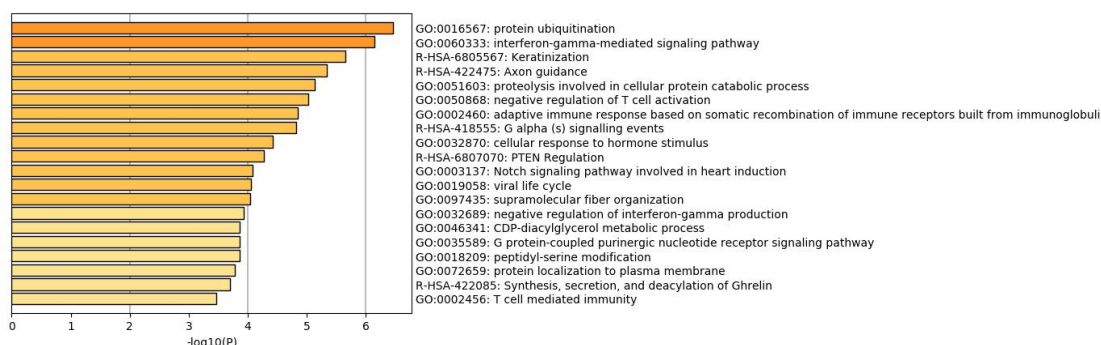 GO:0016567: protein ubiquitination
GO:0060333: interferon-gamma-mediated signaling pathway
R-HSA-6805567: Keratinization
R-HSA-422475: Axon guidance
GO:0051603: proteolysis involved in cellular protein catabolic process
GO:0050868: negative regulation of T cell activation
GO:0002460: adaptive immune response based on somatic recombination of immune receptors built from immunoglobuli
R-HSA-418555: G alpha (s) signalling events
GO:0032870: cellular response to hormone stimulus
R-HSA-6807070: PTEN Regulation
GO:0003137: Notch signaling pathway involved in heart induction
GO:0019058: viral life cycle
GO:0097435: supramolecular fiber organization
GO:0032689: negative regulation of interferon-gamma production
GO:0046341: CDP-diacylglycerol metabolic process
GO:0035589: G protein-coupled purinergic nucleotide receptor signaling pathway
GO:0018209: peptidyl-serine modification
GO:0072659: protein localization to plasma membrane
R-HSA-422085: Synthesis, secretion, and deacylation of Ghrelin
GO:0002456: T cell mediated immunity
0 1 2 3 4 5 6
-log10(P)